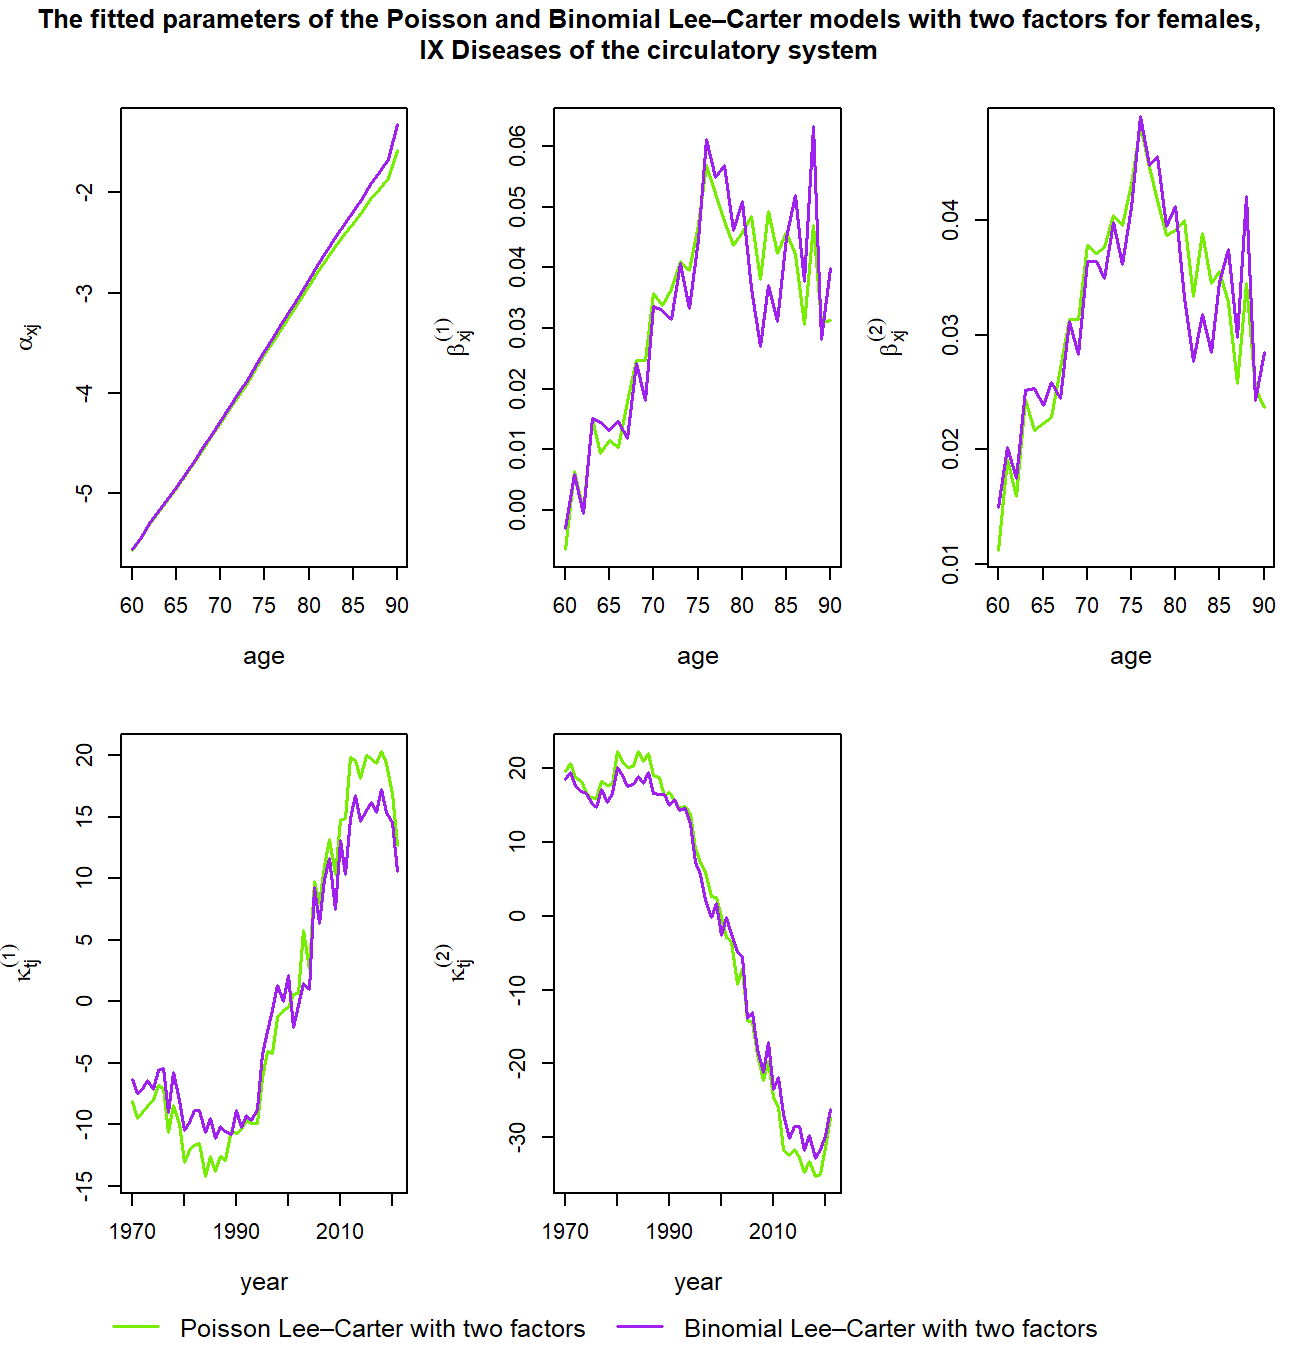 The fitted parameters of the Poisson and Binomial Lee–Carter models with two factors for females,
IX Diseases of the circulatory system
αxj
-2
-3
-4
-5
60 65 70 75 80 85 90
age
βxj(1)
0.06
0.05
0.04
0.03
0.02
0.01
0.00
60 65 70 75 80 85 90
age
βxj(2)
0.04
0.03
0.02
0.01
60 65 70 75 80 85 90
age
κtj(1)
20
15
10
5
0
-5
-10
-15
1970 1990 2010
year
κtj(2)
20
10
0
-10
-20
-30
1970 1990 2010
year
Poisson Lee–Carter with two factors
Binomial Lee–Carter with two factors